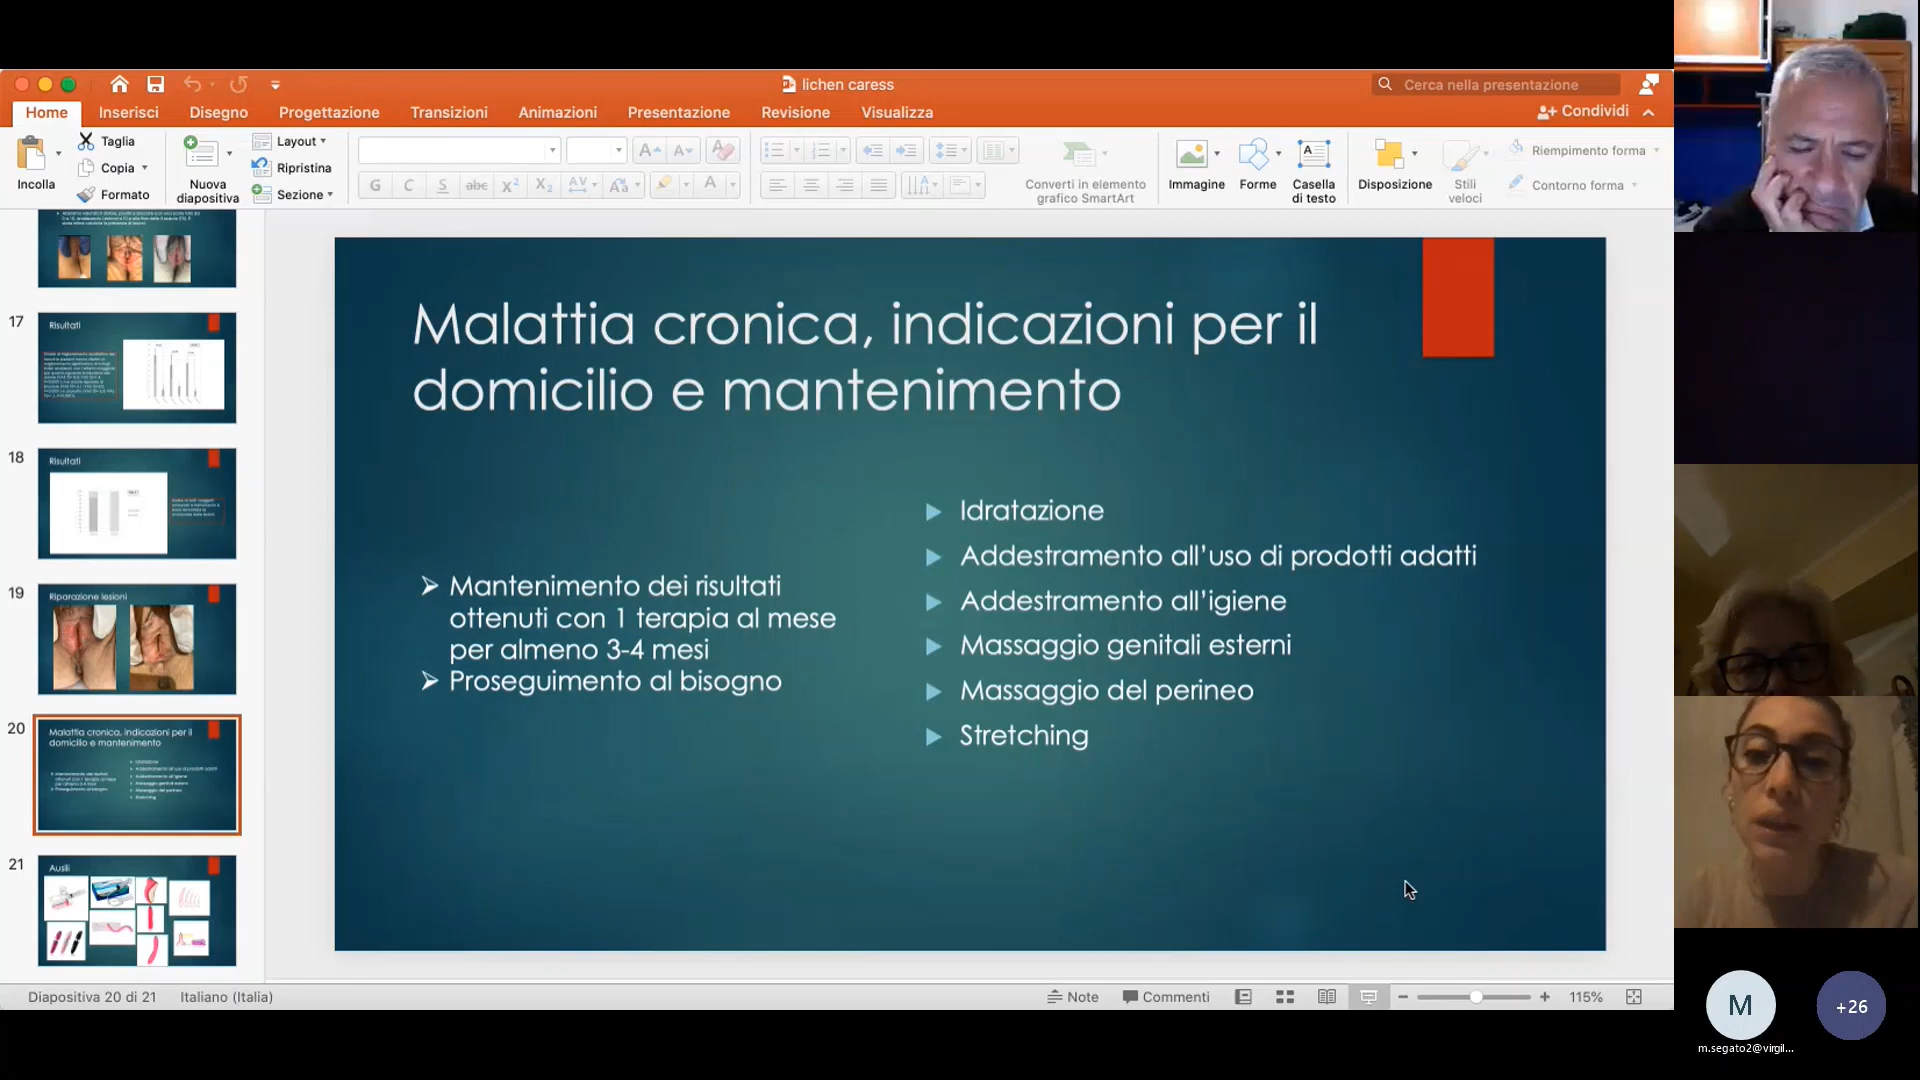 lichen caress
Cerca nella presentazione
Home
Inserisci
Disegno
Progettazione
Transizioni
Animazioni
Presentazione
Revisione
Visualizza
Condividi
Incolla
Taglia
Copia
Formato
Nuova
diapositiva
Layout
Ripristina
Sezione
G C S abc X² X₂ AV Aa A
Converti in elemento
grafico SmartArt
Immagine
Forme
Casella
di testo
Disposizione
Stili
veloci
Riempimento forma
Contorno forma
17
Risultati
18
Risultati
19
Riparazione lesioni
20
Malattia cronica, indicazioni per il
domicilio e mantenimento
21
Ausili
Malattia cronica, indicazioni per il
domicilio e mantenimento
Mantenimento dei risultati
ottenuti con 1 terapia al mese
per almeno 3-4 mesi
Proseguimento al bisogno
Idratazione
Addestramento all’uso di prodotti adatti
Addestramento all’igiene
Massaggio genitali esterni
Massaggio del perineo
Stretching
Diapositiva 20 di 21
Italiano (Italia)
Note
Commenti
115%
M
+26
m.segato2@virgil...